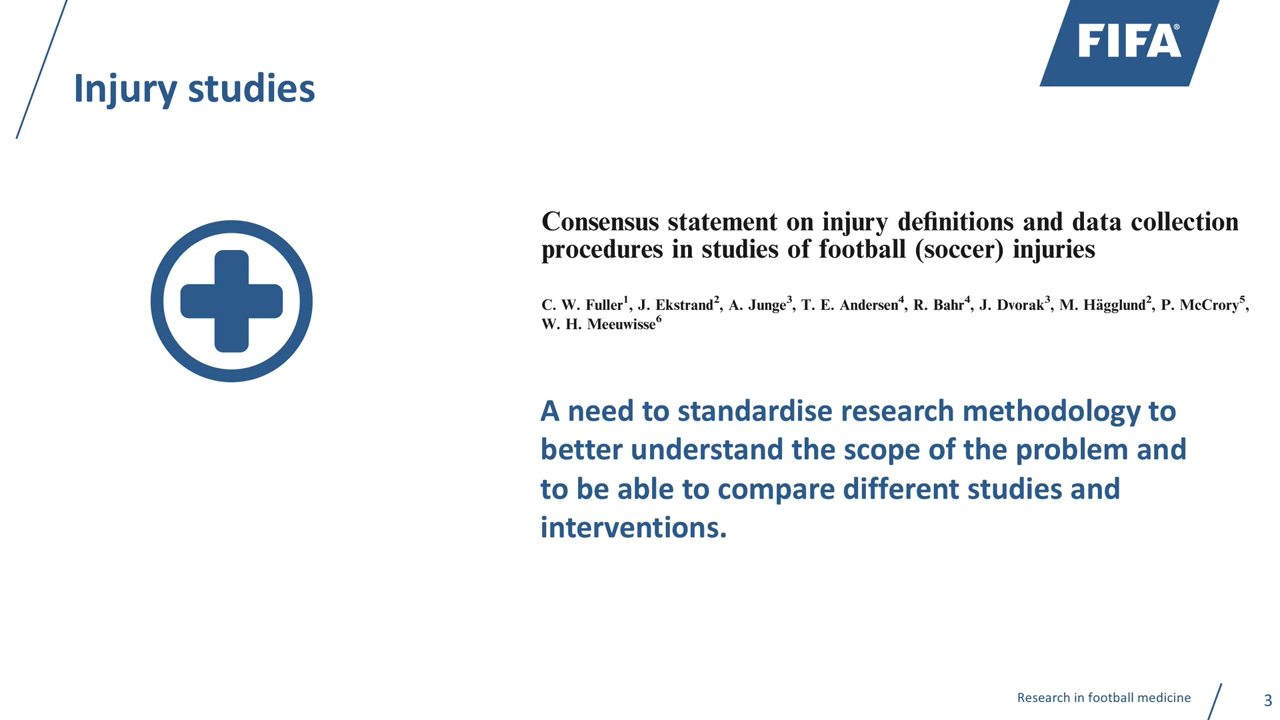 FIFA®
Injury studies
Consensus statement on injury definitions and data collection
procedures in studies of football (soccer) injuries
C. W. Fuller1, J. Ekstrand2, A. Junge3, T. E. Andersen4, R. Bahr4, J. Dvorak3, M. Hägglund2, P. McCrory5,
W. H. Meeuwisse6
A need to standardise research methodology to
better understand the scope of the problem and
to be able to compare different studies and
interventions.
Research in football medicine
3